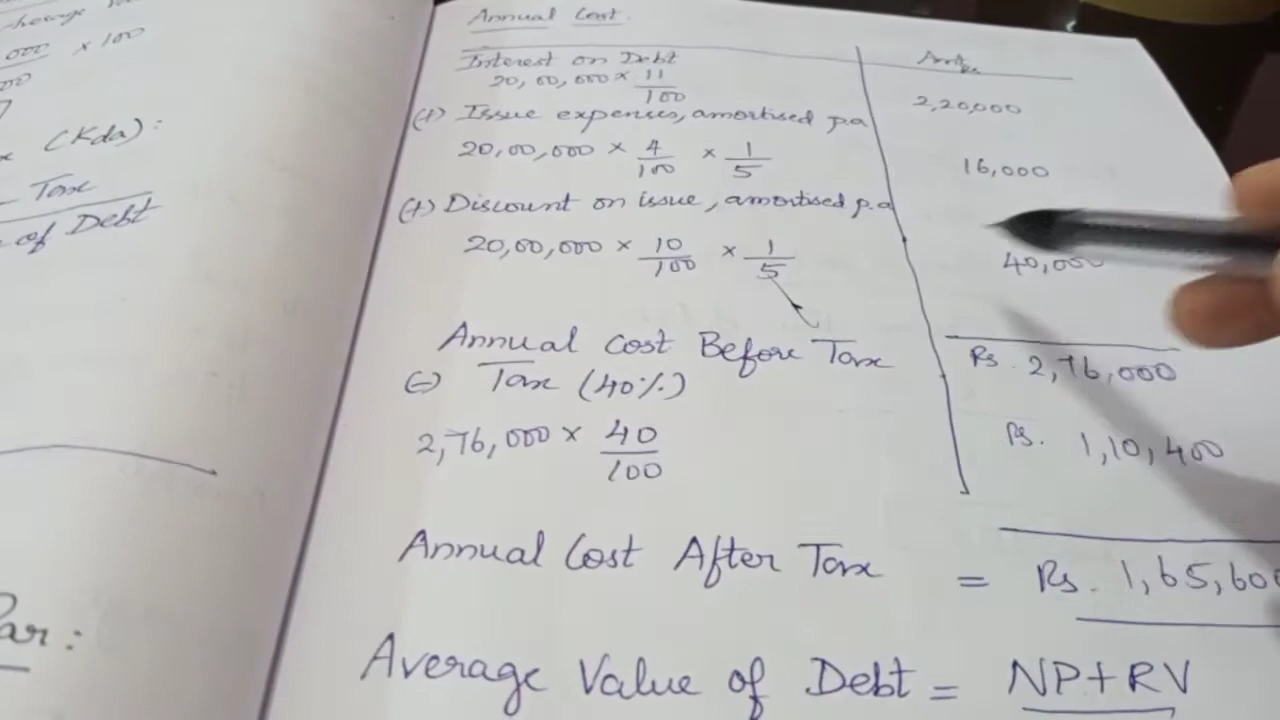 000 × 100
(Kda) :
Tax
of Debt
Par :
Annual Cost.
Interest on Debt
20,00,000 × 11/100
2,20,000
(+) Issue expenses, amortised p.a
20,00,000 × 4/100 × 1/5
16,000
(+) Discount on issue, amortised p.a
20,00,000 × 10/100 × 1/5
40,000
Annual Cost Before Tax
Rs. 2,76,000
(-) Tax (40%)
2,76,000 × 40/100
Rs. 1,10,400
Annual Cost After Tax = Rs. 1,65,600
Average Value of Debt = NP+RV